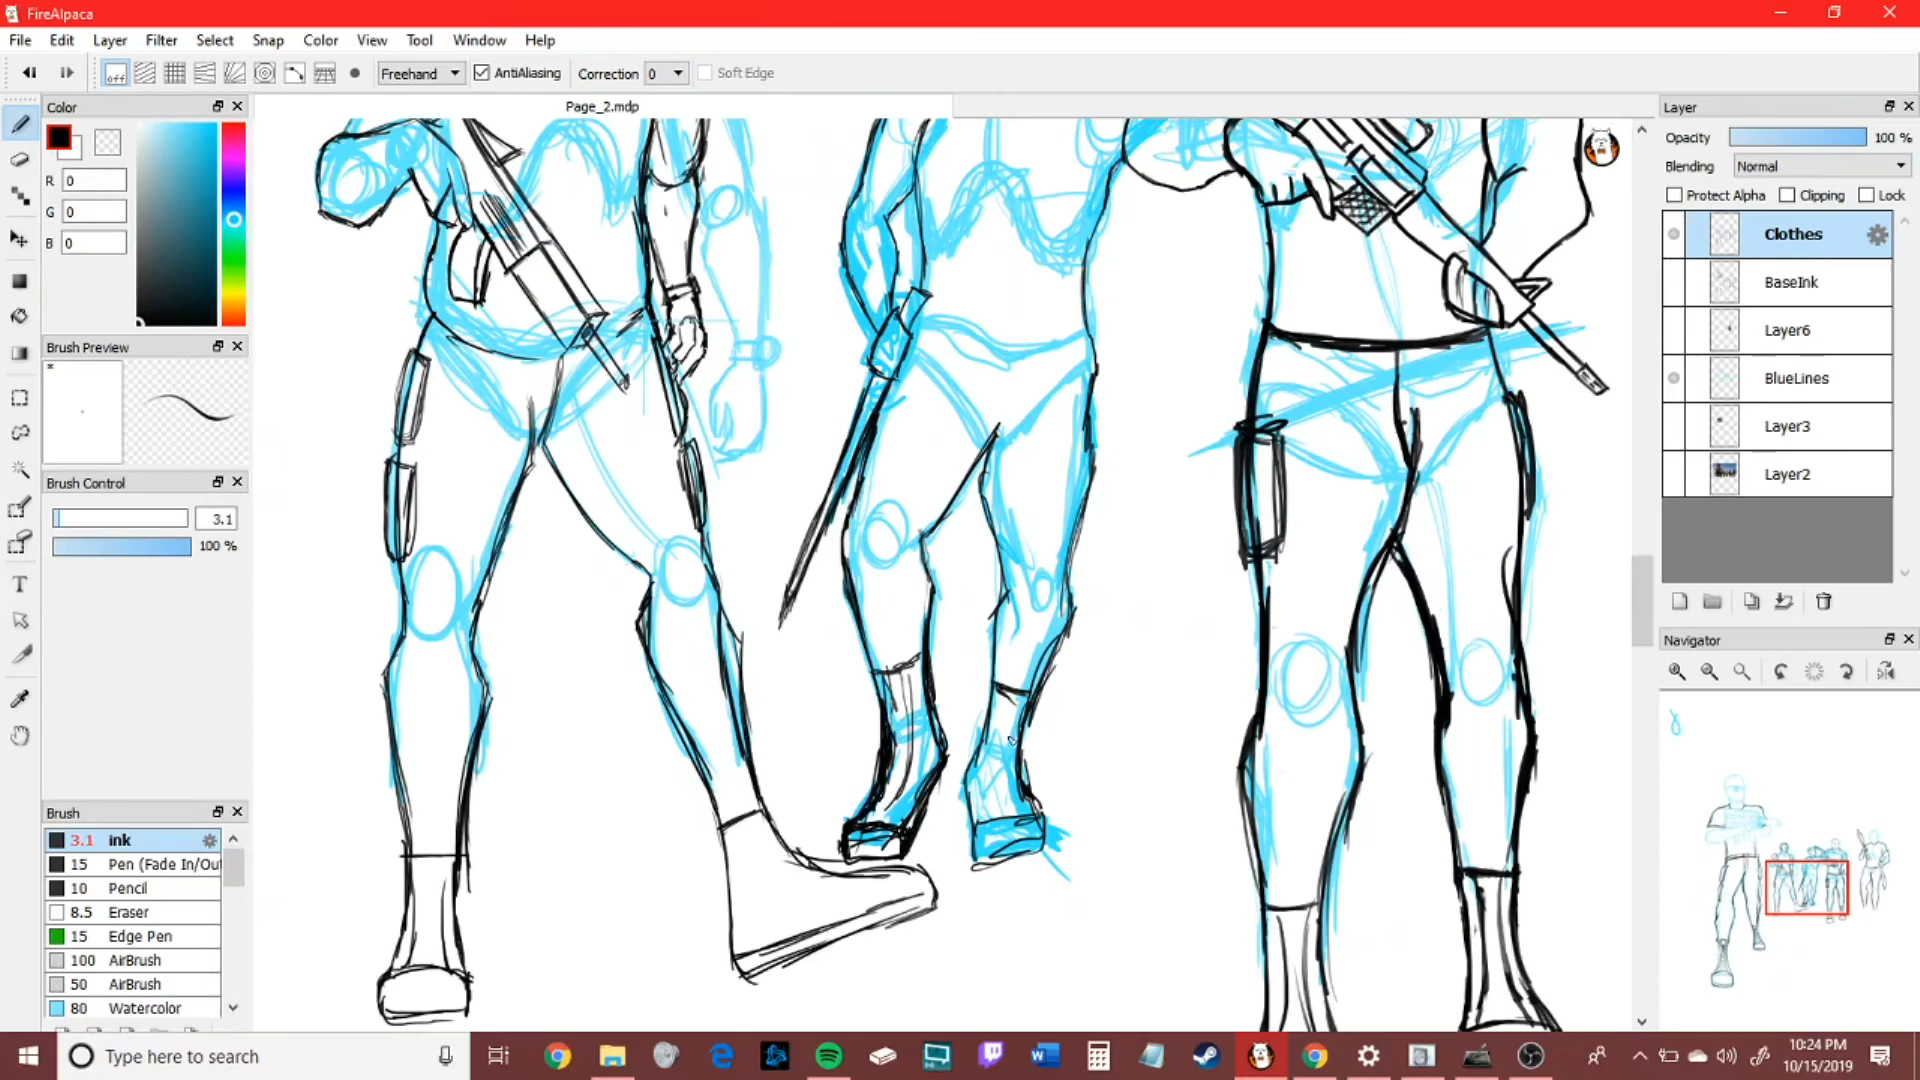 FireAlpaca
File Edit Layer Filter Select Snap Color View Tool Window Help
off Freehand AntiAliasing Correction 0 Soft Edge
Page_2.mdp
Color
R 0
G 0
B 0
Brush Preview
Brush Control
3.1
100 %
Brush
3.1 ink
15 Pen (Fade In/Ou
10 Pencil
8.5 Eraser
15 Edge Pen
100 AirBrush
50 AirBrush
80 Watercolor
Layer
Opacity 100 %
Blending Normal
Protect Alpha Clipping Lock
Clothes
BaseInk
Layer6
BlueLines
Layer3
Layer2
Navigator
Type here to search
10:24 PM
10/15/2019